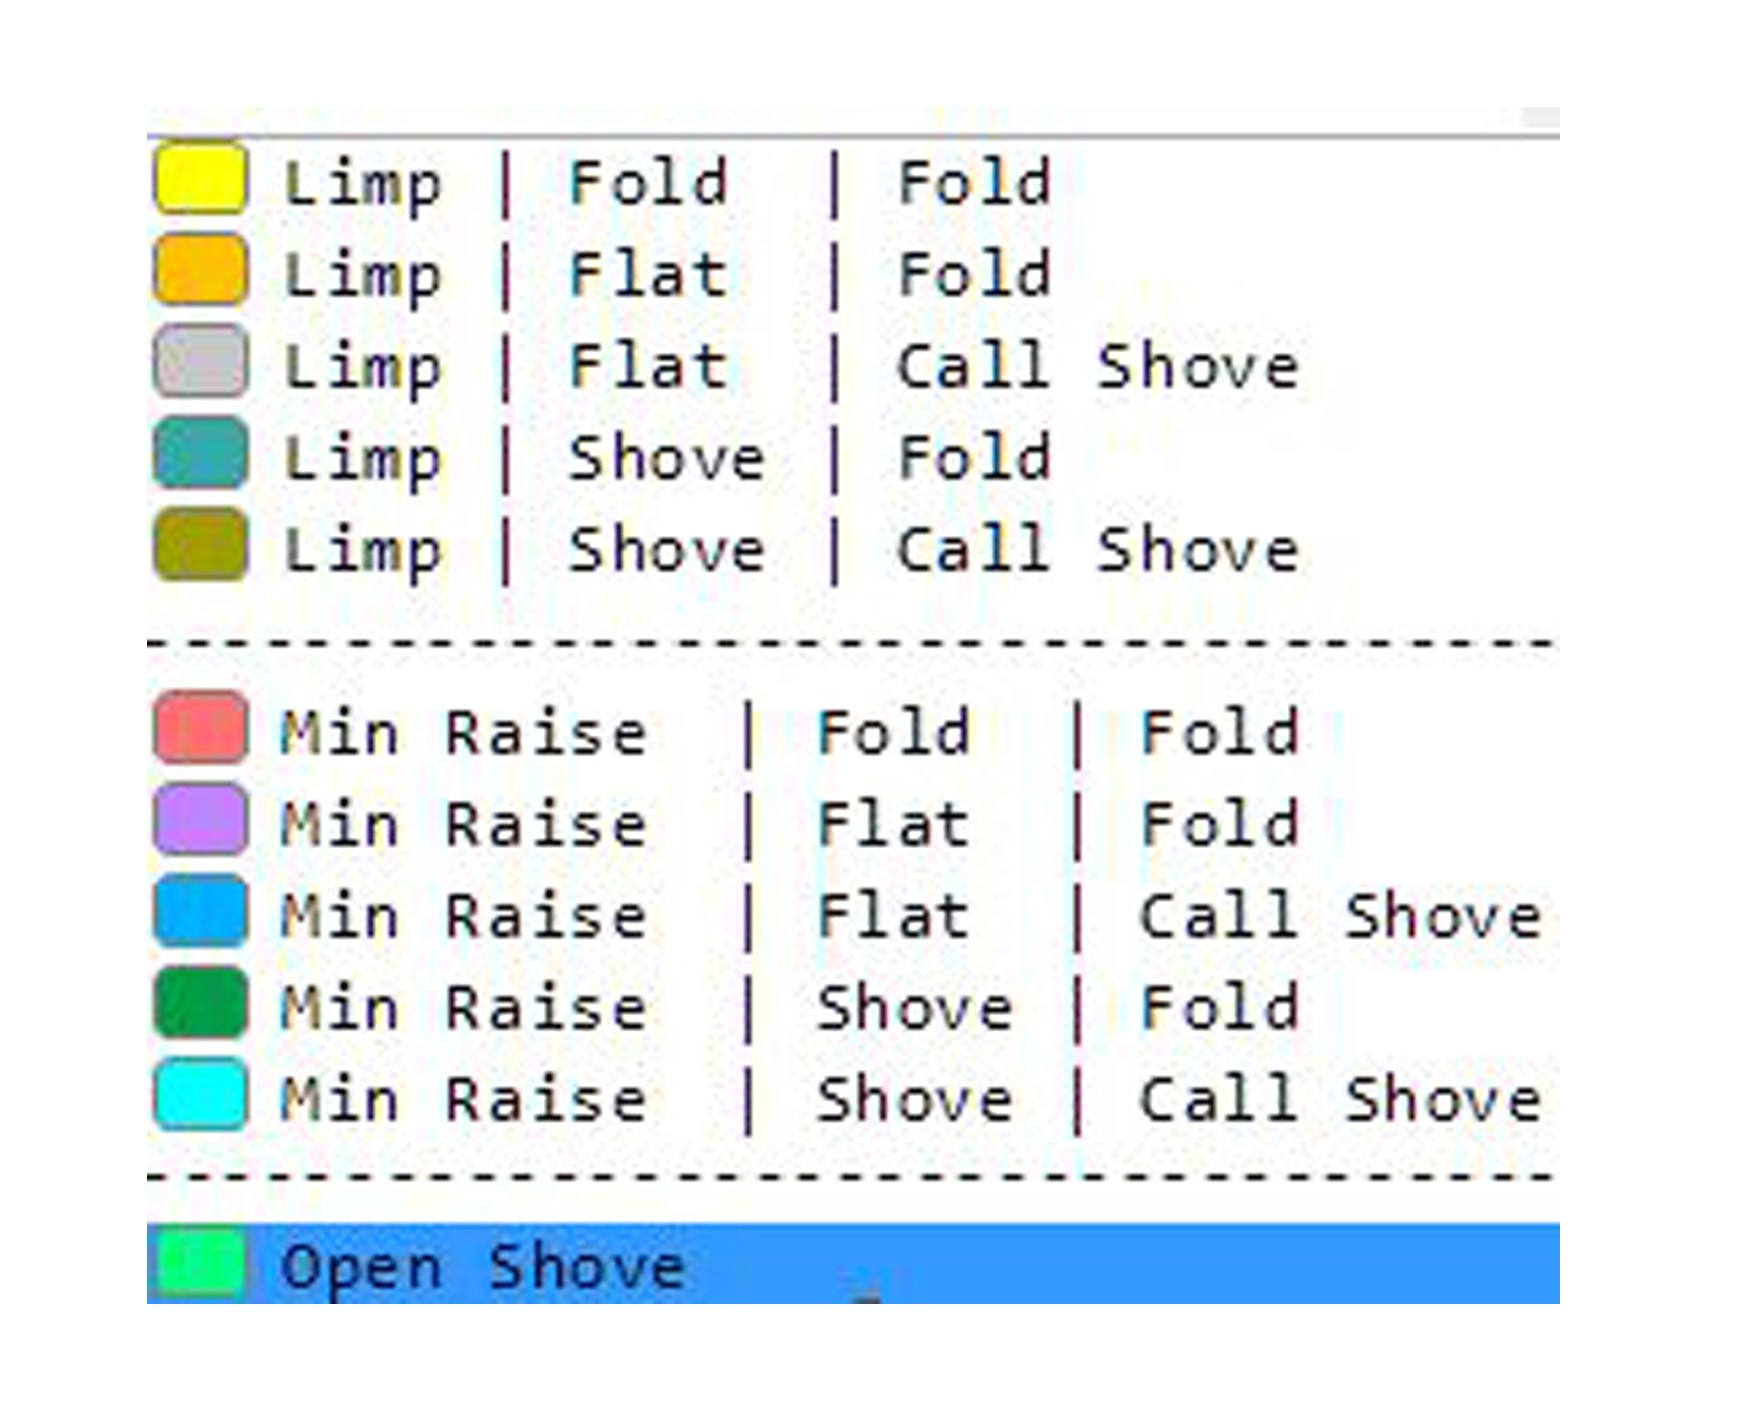 Limp | Fold | Fold
Limp | Flat | Fold
Limp | Flat | Call Shove
Limp | Shove | Fold
Limp | Shove | Call Shove
Min Raise | Fold | Fold
Min Raise | Flat | Fold
Min Raise | Flat | Call Shove
Min Raise | Shove | Fold
Min Raise | Shove | Call Shove
Open Shove